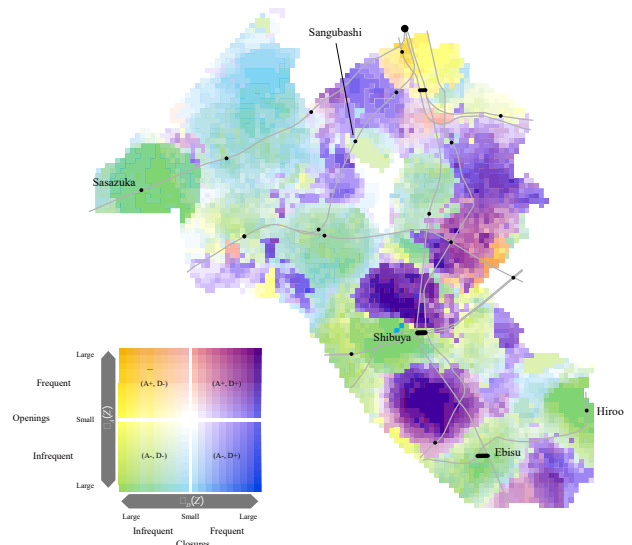 Sangubashi
Sasazuka
Shibuya
Hiroo
Ebisu
Large
Frequent
(A+, D-)
(A+, D+)
Openings
Small
Infrequent
(A-, D-)
(A-, D+)
Large
Large
Small
Large
Infrequent
Frequent
Closures